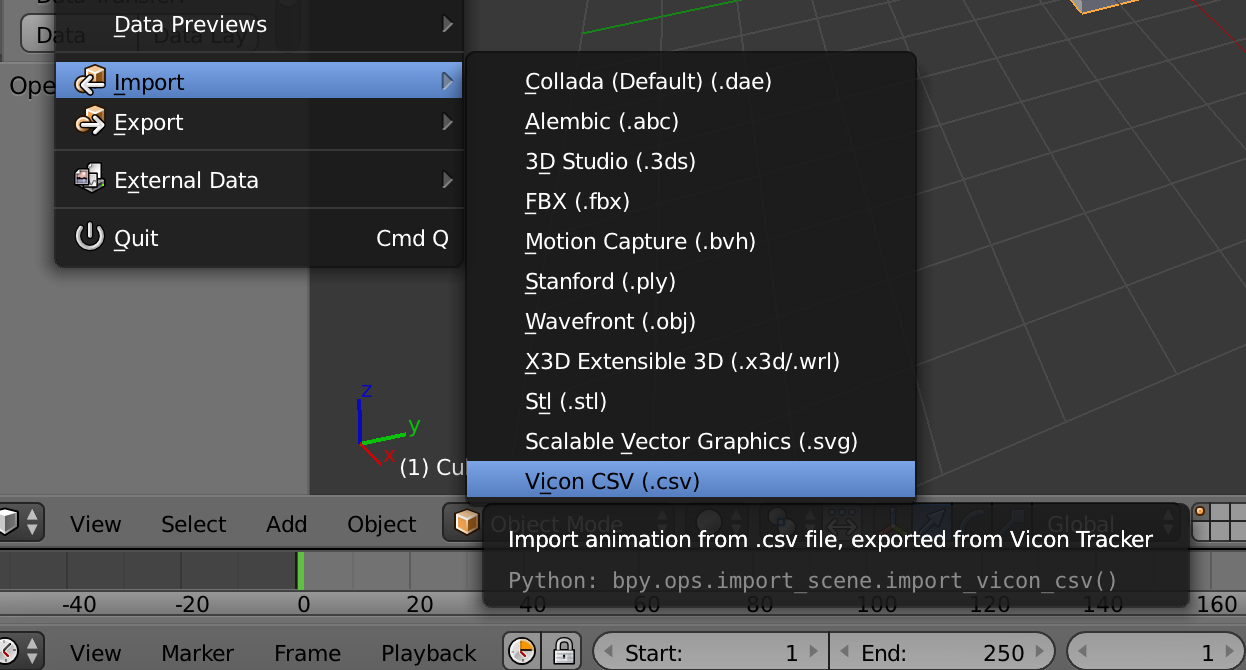 Data Transfer:
Data
Data Lay
Data Previews
Ope
Import
Export
External Data
Quit
Cmd Q
Collada (Default) (.dae)
Alembic (.abc)
3D Studio (.3ds)
FBX (.fbx)
Motion Capture (.bvh)
Stanford (.ply)
Wavefront (.obj)
X3D Extensible 3D (.x3d/.wrl)
Stl (.stl)
Scalable Vector Graphics (.svg)
Vicon CSV (.csv)
z
y
x
(1) Cu
View
Select
Add
Object
Object Mode
Global
Import animation from .csv file, exported from Vicon Tracker
Python: bpy.ops.import_scene.import_vicon_csv()
-40 -20 0 20 40 60 80 100 120 140 160
View
Marker
Frame
Playback
Start: 1
End: 250
1